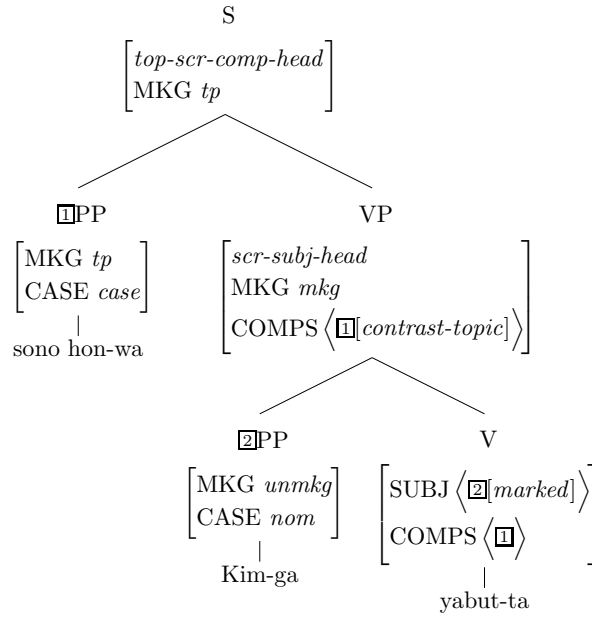 S
top-scr-comp-head
MKG tp
1PP VP
MKG tp
CASE case
scr-subj-head
MKG mkg
COMPS ⟨1[contrast-topic]⟩
sono hon-wa
2PP V
MKG unmkg
CASE nom
SUBJ ⟨2[marked]⟩
COMPS ⟨1⟩
Kim-ga
yabut-ta